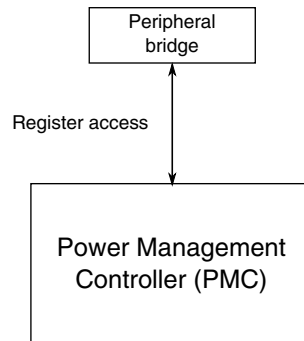 Peripheral
bridge
Register access
Power Management
Controller (PMC)